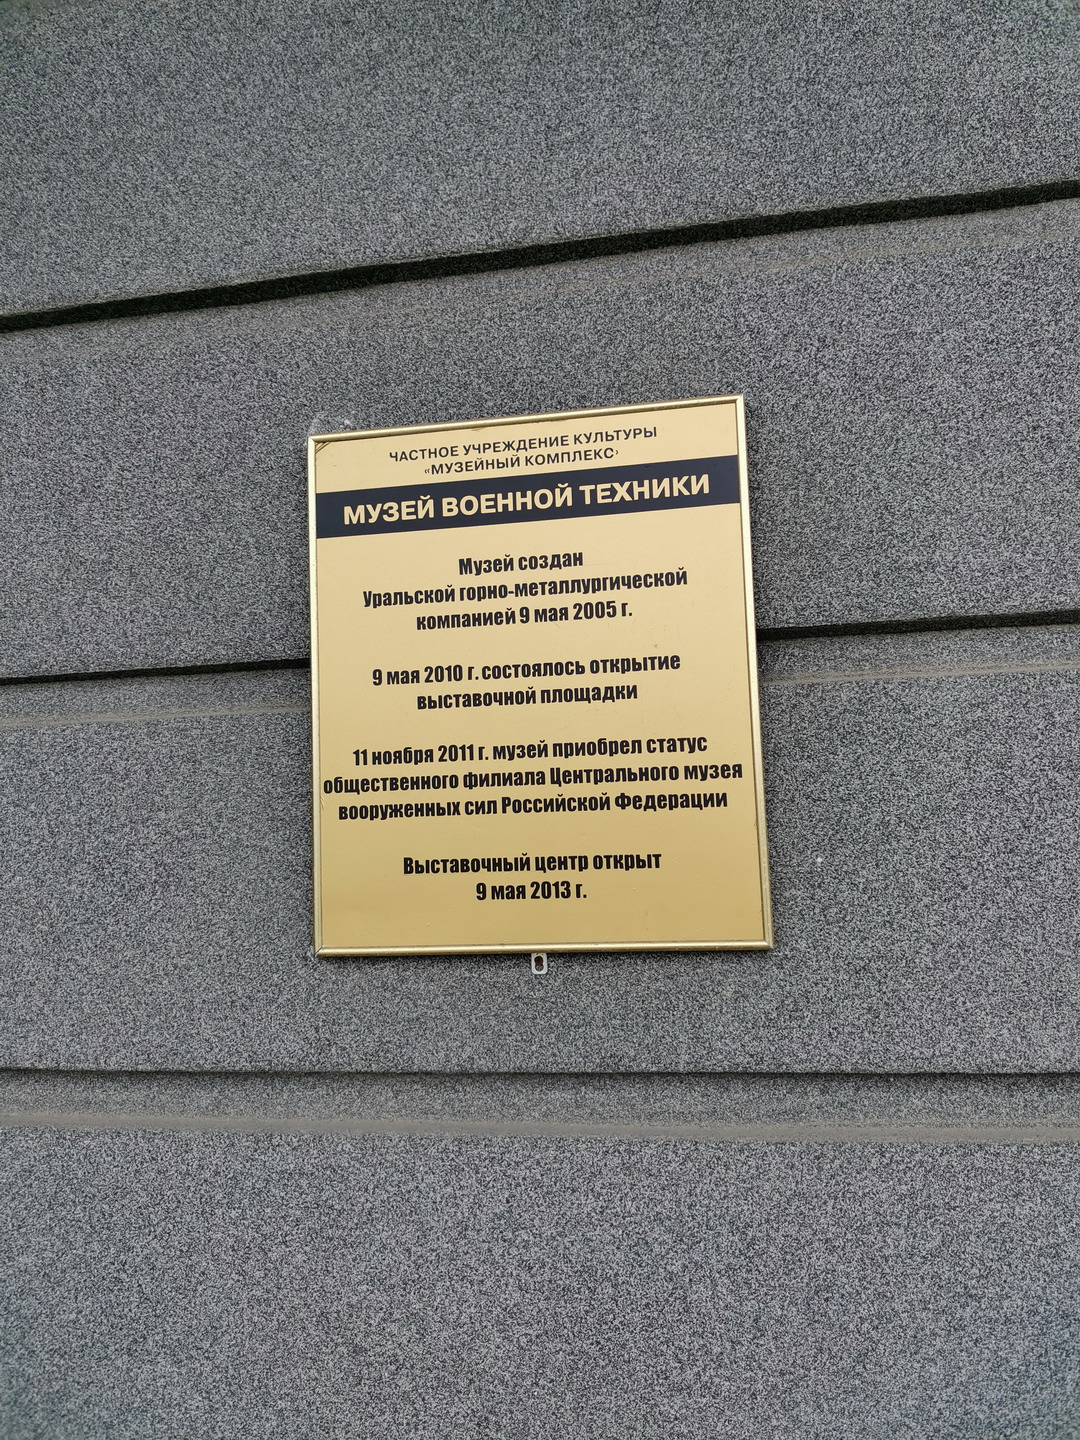 ЧАСТНОЕ УЧРЕЖДЕНИЕ КУЛЬТУРЫ
«МУЗЕЙНЫЙ КОМПЛЕКС»
МУЗЕЙ ВОЕННОЙ ТЕХНИКИ
Музей создан
Уральской горно-металлургической
компанией 9 мая 2005 г.
9 мая 2010 г. состоялось открытие
выставочной площадки
11 ноября 2011 г. музей приобрел статус
общественного филиала Центрального музея
вооруженных сил Российской Федерации
Выставочный центр открыт
9 мая 2013 г.